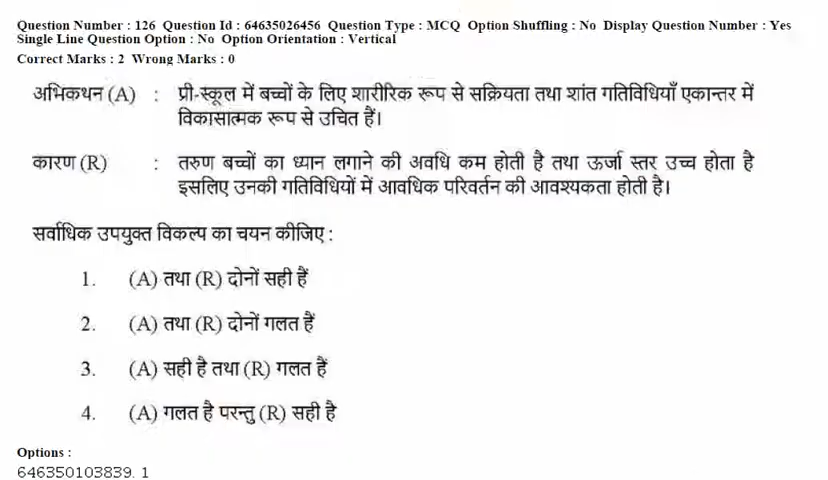 Question Number : 126 Question Id : 64635026456 Question Type : MCQ Option Shuffling : No Display Question Number : Yes
Single Line Question Option : No Option Orientation : Vertical
Correct Marks : 2 Wrong Marks : 0
अभिकथन (A) : प्री-स्कूल में बच्चों के लिए शारीरिक रूप से सक्रियता तथा शांत गतिविधियाँ एकान्तर में
विकासात्मक रूप से उचित हैं।
कारण (R) : तरुण बच्चों का ध्यान लगाने की अवधि कम होती है तथा ऊर्जा स्तर उच्च होता है
इसलिए उनकी गतिविधियों में आवधिक परिवर्तन की आवश्यकता होती है।
सर्वाधिक उपयुक्त विकल्प का चयन कीजिए :
1. (A) तथा (R) दोनों सही हैं
2. (A) तथा (R) दोनों गलत हैं
3. (A) सही है तथा (R) गलत हैं
4. (A) गलत है परन्तु (R) सही है
Options :
646350103839. 1